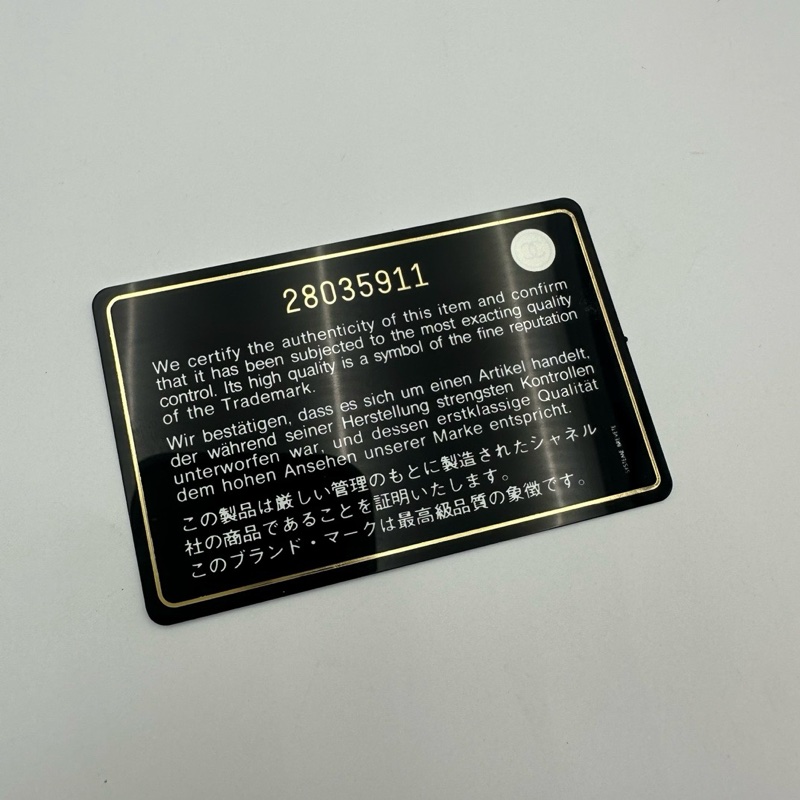 28035911
We certify the authenticity of this item and confirm
that it has been subjected to the most exacting quality
control. Its high quality is a symbol of the fine reputation
of the Trademark.
Wir bestätigen, dass es sich um einen Artikel handelt,
der während seiner Herstellung strengsten Kontrollen
unterworfen war, und dessen erstklassige Qualität
dem hohen Ansehen unserer Marke entspricht.
この製品は厳しい管理のもとに製造されたシャネル
社の商品であることを証明いたします。
このブランド・マークは最高級品質の象徴です。